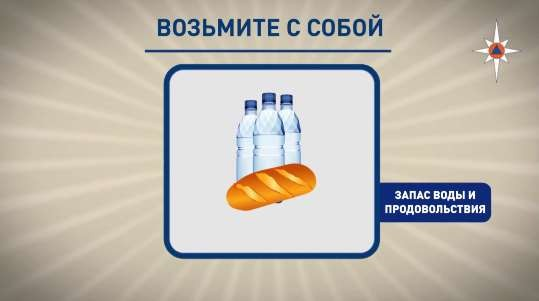 ВОЗЬМИТЕ С СОБОЙ
ЗАПАС ВОДЫ И
ПРОДОВОЛЬСТВИЯ